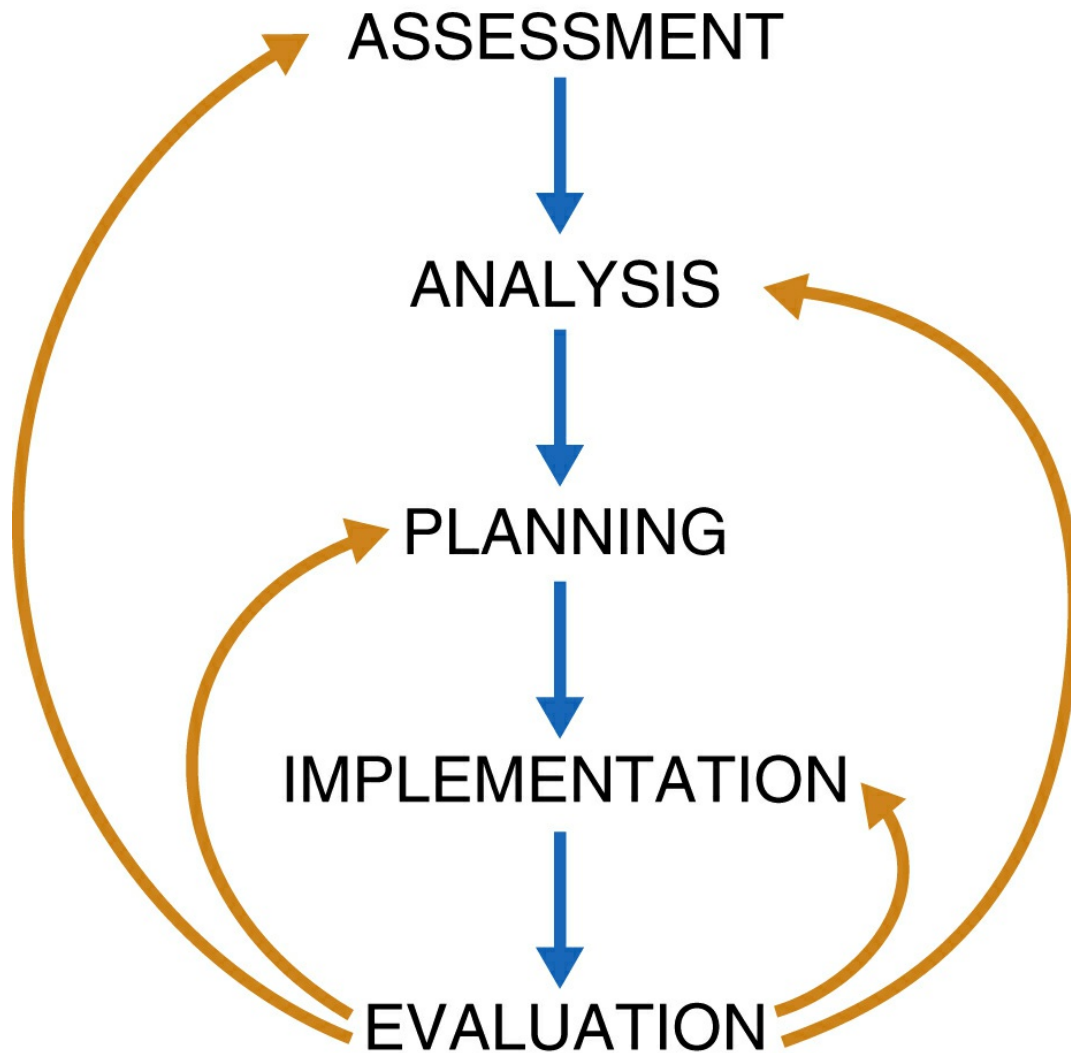 ASSESSMENT
ANALYSIS
PLANNING
IMPLEMENTATION
EVALUATION